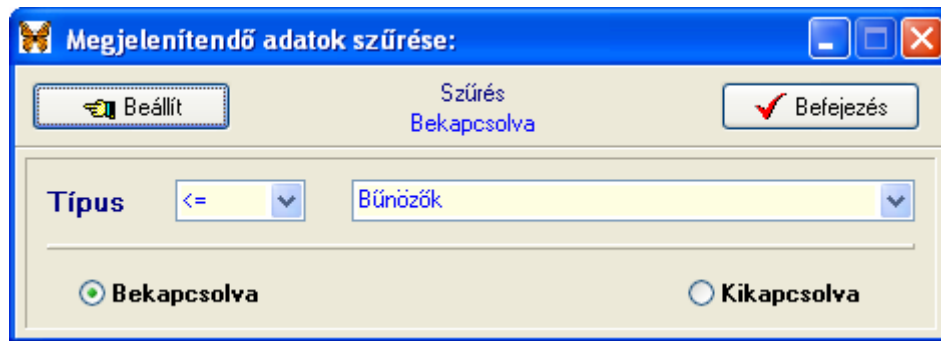 Megjelenítendő adatok szűrése:
Beállít
Szűrés
Bekapcsolva
Befejezés
Típus <= Bűnözők
Bekapcsolva Kikapcsolva